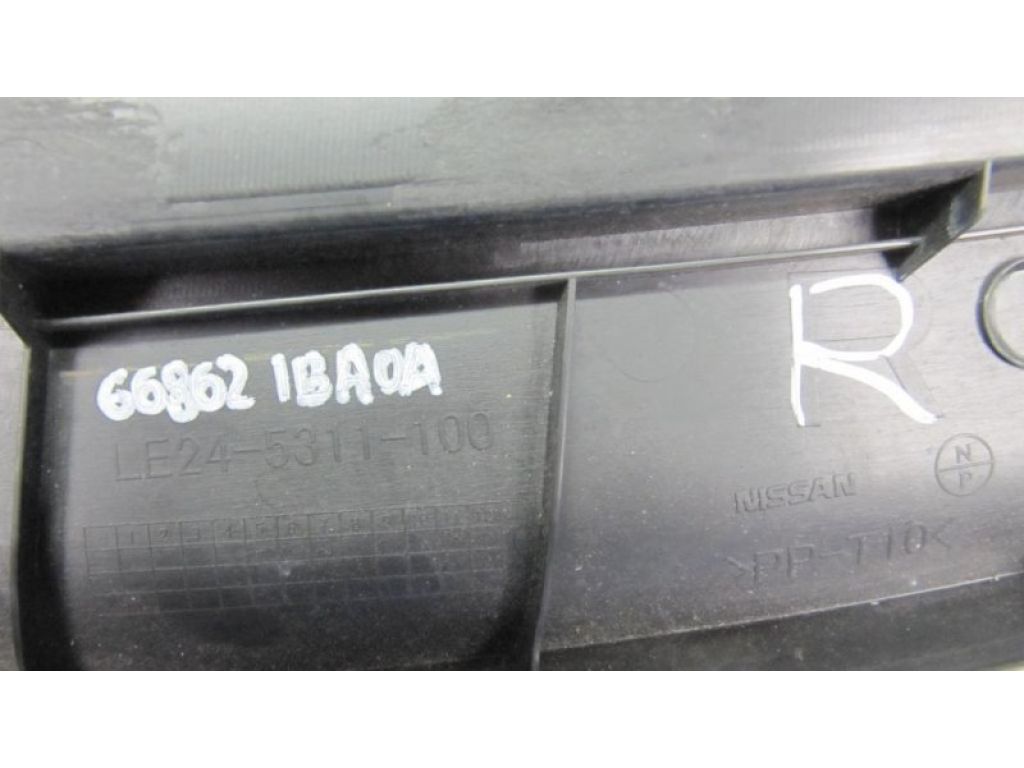 66862 1BA0A
LE24-5311-100
R
N
P
NISSAN
>PP-T10<